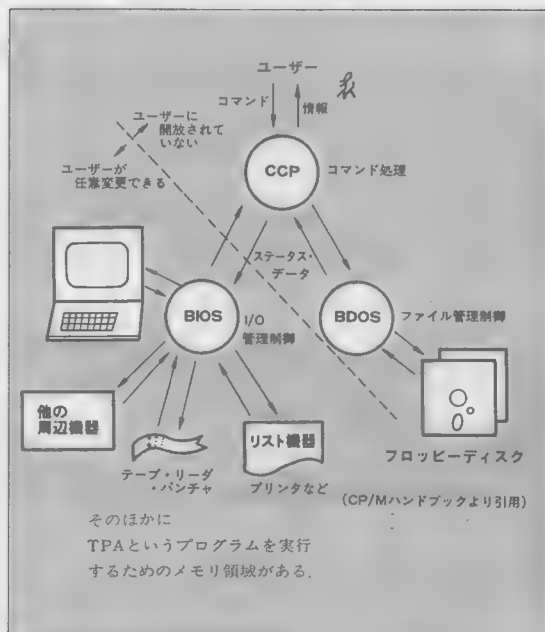 ユーザー
コマンド
情報
ユーザーに
開放されて
いない
ユーザーが
任意変更できる
CCP
コマンド処理
ステータス・
データ
BIOS
I/O
管理制御
BDOS
ファイル管理制御
他の
周辺機器
テープ・リーダ
・パンチャ
リスト機器
プリンタなど
フロッピーディスク
(CP/Mハンドブックより引用)
そのほかに
TPAというプログラムを実行
するためのメモリ領域がある.